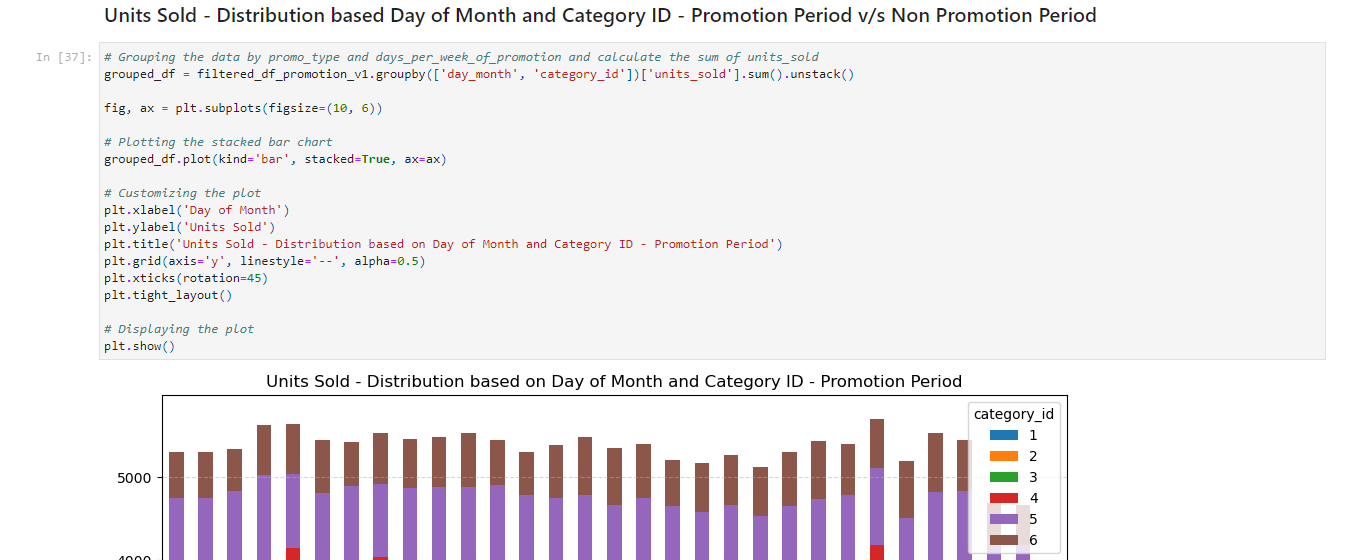 Units Sold - Distribution based Day of Month and Category ID - Promotion Period v/s Non Promotion Period
In [37]:
# Grouping the data by promo_type and days_per_week_of_promotion and calculate the sum of units_sold
grouped_df = filtered_df_promotion_v1.groupby(['day_month', 'category_id'])['units_sold'].sum().unstack()
fig, ax = plt.subplots(figsize=(10, 6))
# Plotting the stacked bar chart
grouped_df.plot(kind='bar', stacked=True, ax=ax)
# Customizing the plot
plt.xlabel('Day of Month')
plt.ylabel('Units Sold')
plt.title('Units Sold - Distribution based on Day of Month and Category ID - Promotion Period')
plt.grid(axis='y', linestyle='--', alpha=0.5)
plt.xticks(rotation=45)
plt.tight_layout()
# Displaying the plot
plt.show()
Units Sold - Distribution based on Day of Month and Category ID - Promotion Period
category_id
1
2
3
4
5
6
5000
4000